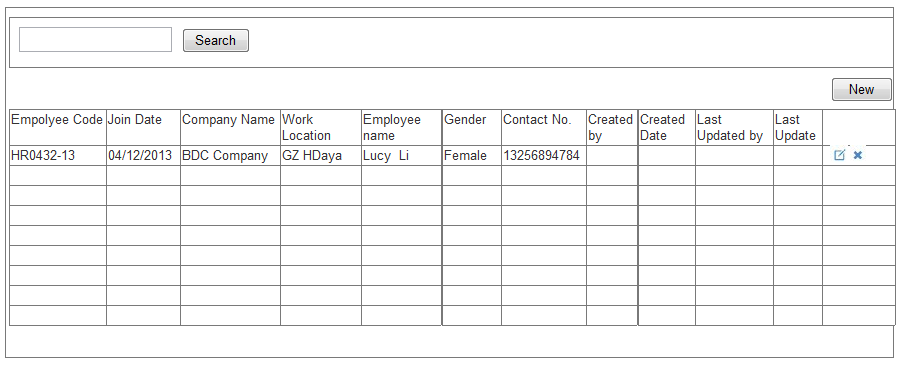 Search
New
Empolyee Code Join Date Company Name Work Location Employee name Gender Contact No. Created by Created Date Last Updated by Last Update
HR0432-13 04/12/2013 BDC Company GZ HDaya Lucy Li Female 13256894784